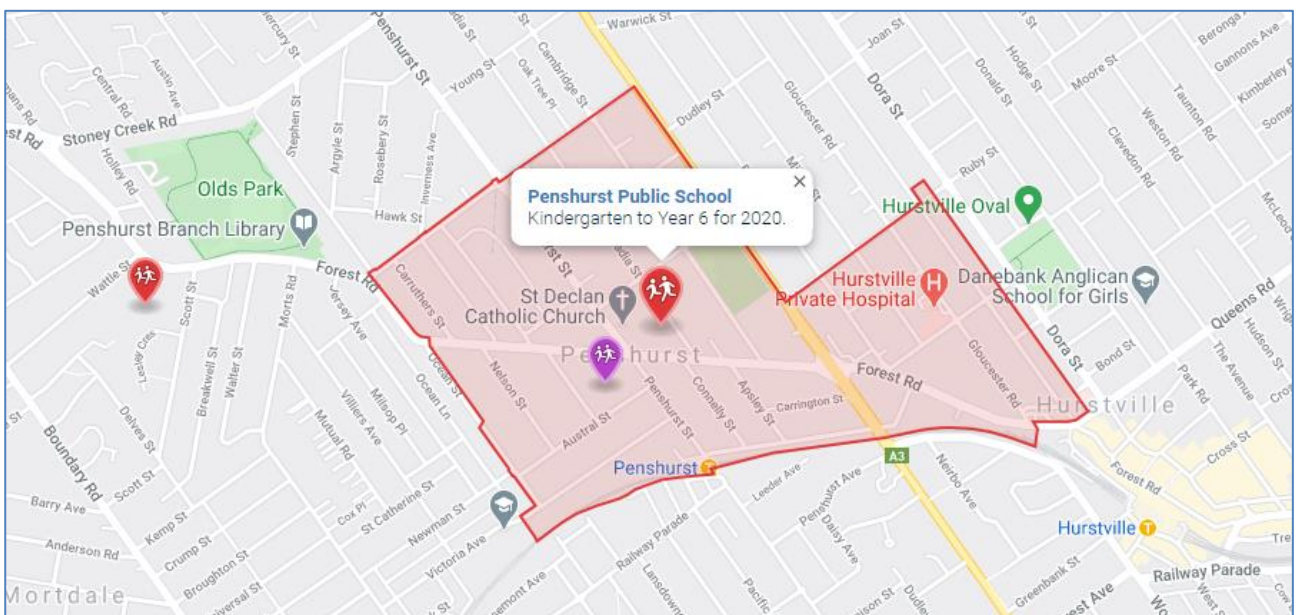 Warwick St
Joan St
Beronga Ave
Gannons Ave
Mercury St
Penshurst St
Cambridge St
Oak Tree Pl
Young St
Dora St
Donald St
Hodge St
Moore St
Kimberley Rd
Taunton Rd
Austin Ave
Central Rd
Stoney Creek Rd
Stephen St
Argyle St
Rosebery St
Inverness Ave
Dudley St
Gloucester Rd
Weston Rd
Clevedon Rd
Holley Rd
Ruby St
Olds Park
Penshurst Public School
Kindergarten to Year 6 for 2020.
Hurstville Oval
Hawk St
Penshurst Branch Library
Forest Rd
Wattle St
Scott St
Morts Rd
Jersey Ave
Carruthers St
St Declan
Catholic Church
Hurstville
Private Hospital
Danebank Anglican
School for Girls
Queens Rd
Dora St
Bond St
Hudson St
The Avenue
Park Rd
Lesley Cres
Breakwell St
Walter St
Ocean St
Ocean Ln
Nelson St
Penshurst
Connelly St
Apsley St
Carrington St
Forest Rd
Gloucester Rd
Hurstville
Milsop Pl
Villiers Ave
Mutual Rd
Delves St
Austral St
Penshurst St
Boundary Rd
Scott St
Cox Pl
St Catherine St
Newman St
Victoria Ave
Penshurst
A3
Leeder Ave
Penshurst Ave
Daisy Ave
Neirbo Ave
Cross St
Forest Rd
Barry Ave
Kemp St
Crump St
Anderson Rd
Broughton St
Railway Parade
Hurstville
Greenbank St
Railway Parade
Mortdale